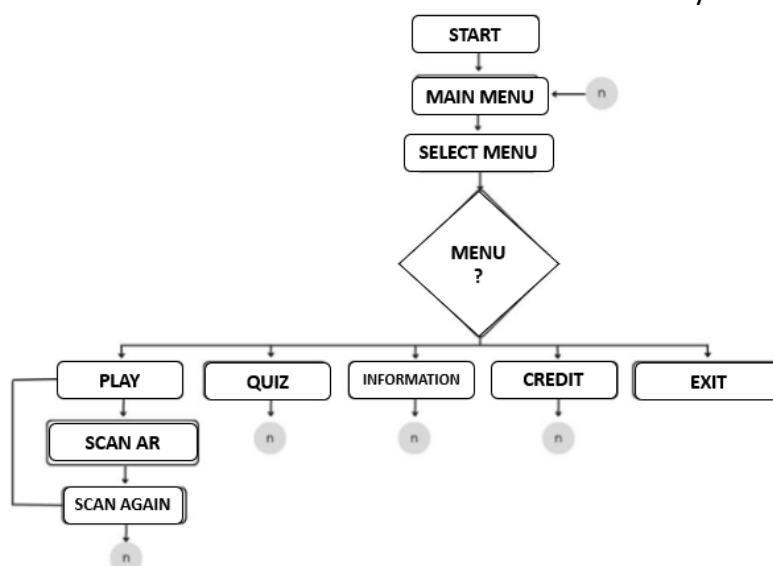 START
MAIN MENU
n
SELECT MENU
MENU
?
PLAY
QUIZ
INFORMATION
CREDIT
EXIT
SCAN AR
n
n
n
SCAN AGAIN
n